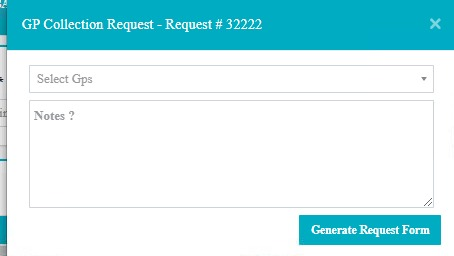 GP Collection Request - Request # 32222
Select Gps
Notes ?
Generate Request Form